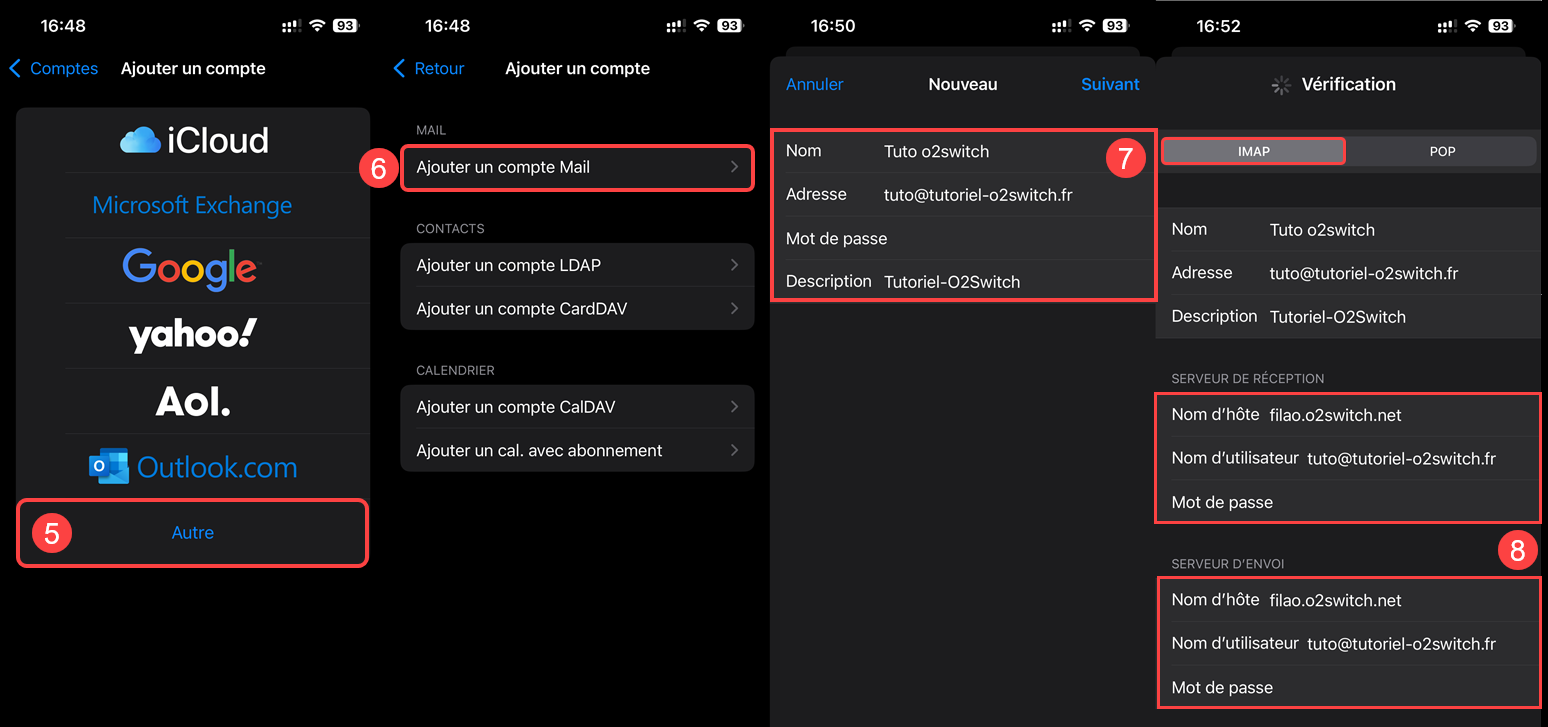 16:48
93
Comptes
Ajouter un compte
iCloud
Microsoft Exchange
Google
yahoo!
Aol.
Outlook.com
5
Autre
16:48
93
Retour
Ajouter un compte
MAIL
6
Ajouter un compte Mail
CONTACTS
Ajouter un compte LDAP
Ajouter un compte CardDAV
CALENDRIER
Ajouter un compte CalDAV
Ajouter un cal. avec abonnement
16:50
93
Annuler Nouveau Suivant
Nom Tuto o2switch
7
Adresse tuto@tutoriel-o2switch.fr
Mot de passe
Description Tutoriel-O2Switch
16:52
93
Vérification
IMAP POP
Nom Tuto o2switch
Adresse tuto@tutoriel-o2Switch.fr
Description Tutoriel-O2Switch
SERVEUR DE RÉCEPTION
Nom d’hôte filao.o2switch.net
Nom d’utilisateur tuto@tutoriel-o2switch.fr
Mot de passe
8
SERVEUR D’ENVOI
Nom d’hôte filao.o2switch.net
Nom d’utilisateur tuto@tutoriel-o2switch.fr
Mot de passe